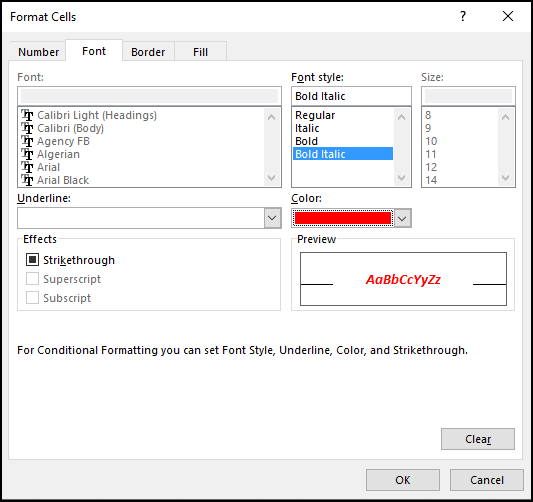 Format Cells
?
Number Font Border Fill
Font: Font style: Size:
Bold Italic
Calibri Light (Headings) Regular 8
Calibri (Body) Italic 9
Agency FB Bold 10
Algerian Bold Italic 11
Arial 12
Arial Black 14
Underline: Color:
Effects Preview
Strikethrough
Superscript AaBbCcYyZz
Subscript
For Conditional Formatting you can set Font Style, Underline, Color, and Strikethrough.
Clear
OK Cancel